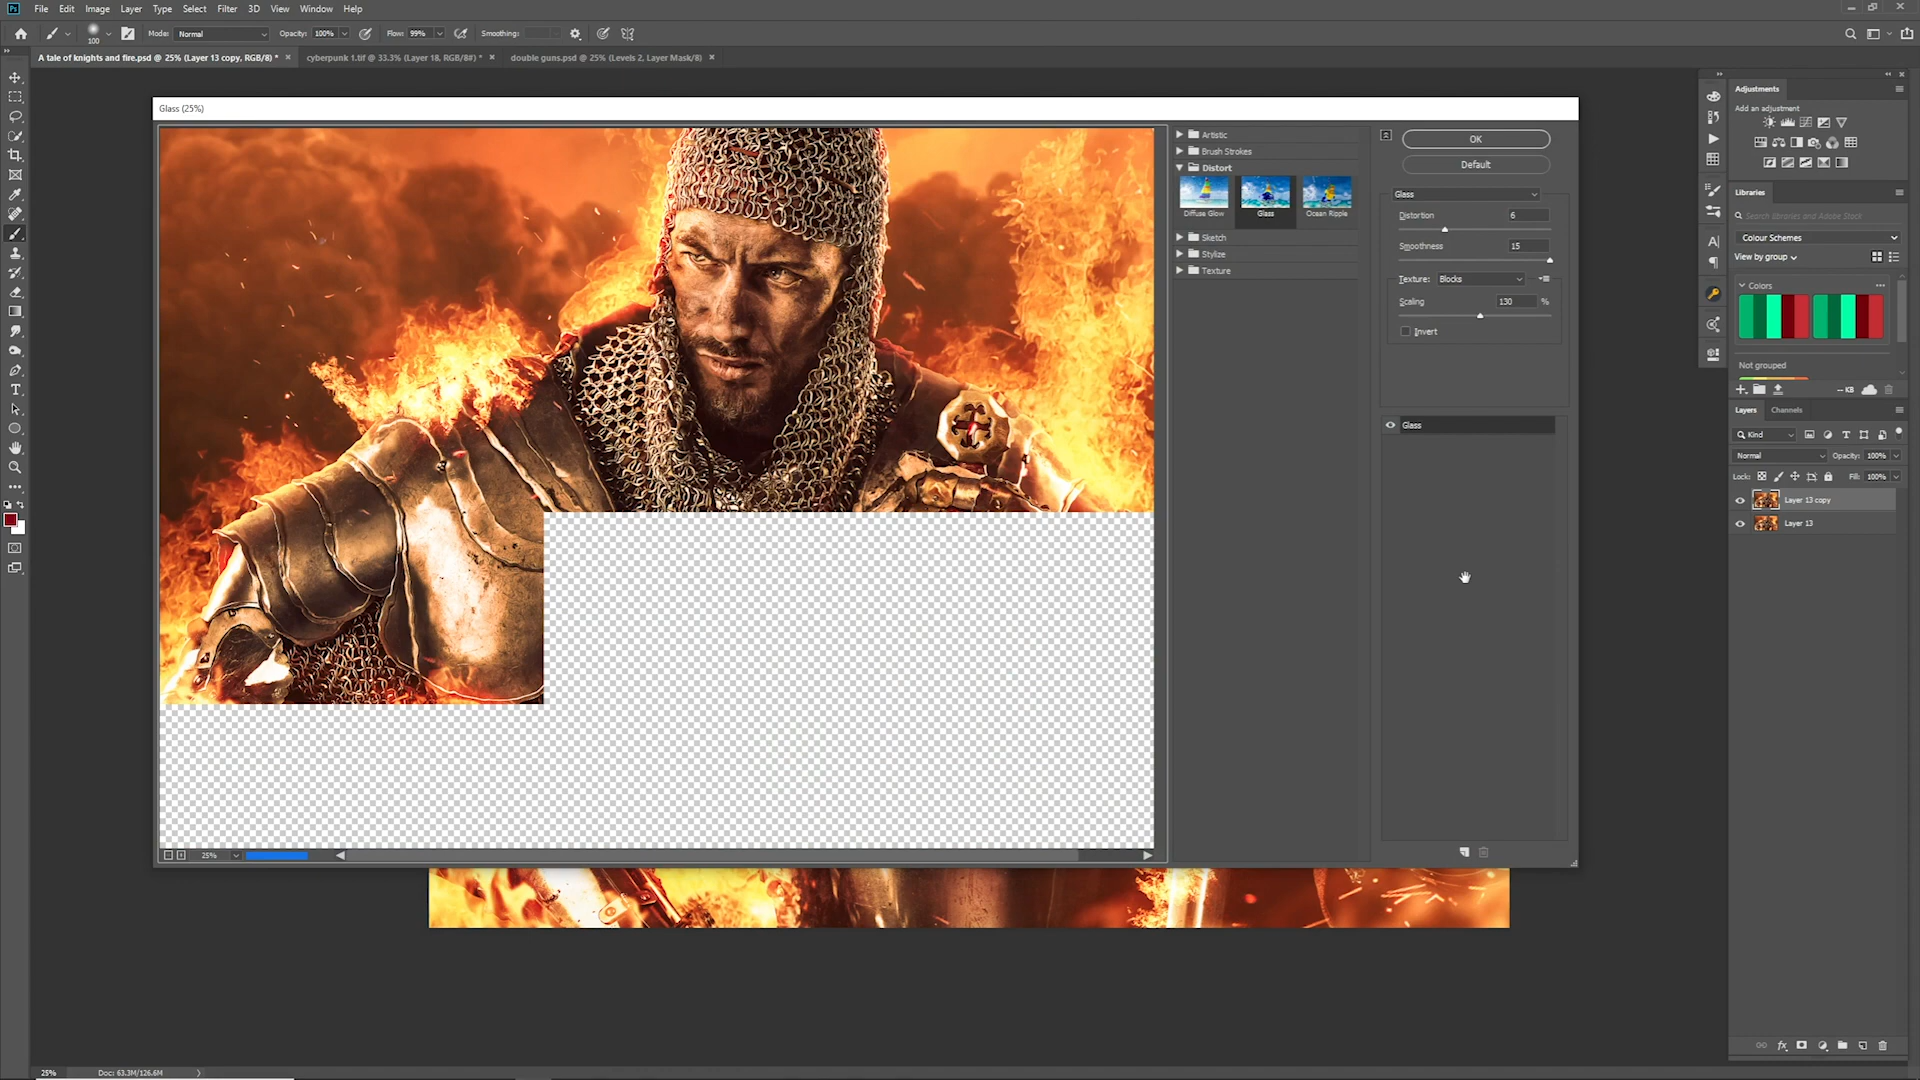 Ps File Edit Image Layer Type Select Filter 3D View Window Help
100 Mode: Normal Opacity: 100% Flow: 99% Smoothing:
A tale of knights and fire.psd @ 25% (Layer 13 copy, RGB/8) * × cyberpunk 1.tif @ 33.3% (Layer 18, RGB/8#) * × double guns.psd @ 25% (Levels 2, Layer Mask/8) ×
Glass (25%)
Artistic
Brush Strokes
Distort
Diffuse Glow Glass Ocean Ripple
Sketch
Stylize
Texture
OK
Default
Glass
Distortion 6
Smoothness 15
Texture: Blocks
Scaling 130 %
Invert
Glass
25%
Adjustments
Add an adjustment
Libraries
Search libraries and Adobe Stock
Colour Schemes
View by group
Colors
Not grouped
-- KB
Layers Channels
Kind
Normal Opacity: 100%
Lock: Fill: 100%
Layer 13 copy
Layer 13
25% Doc: 63.3M/126.6M